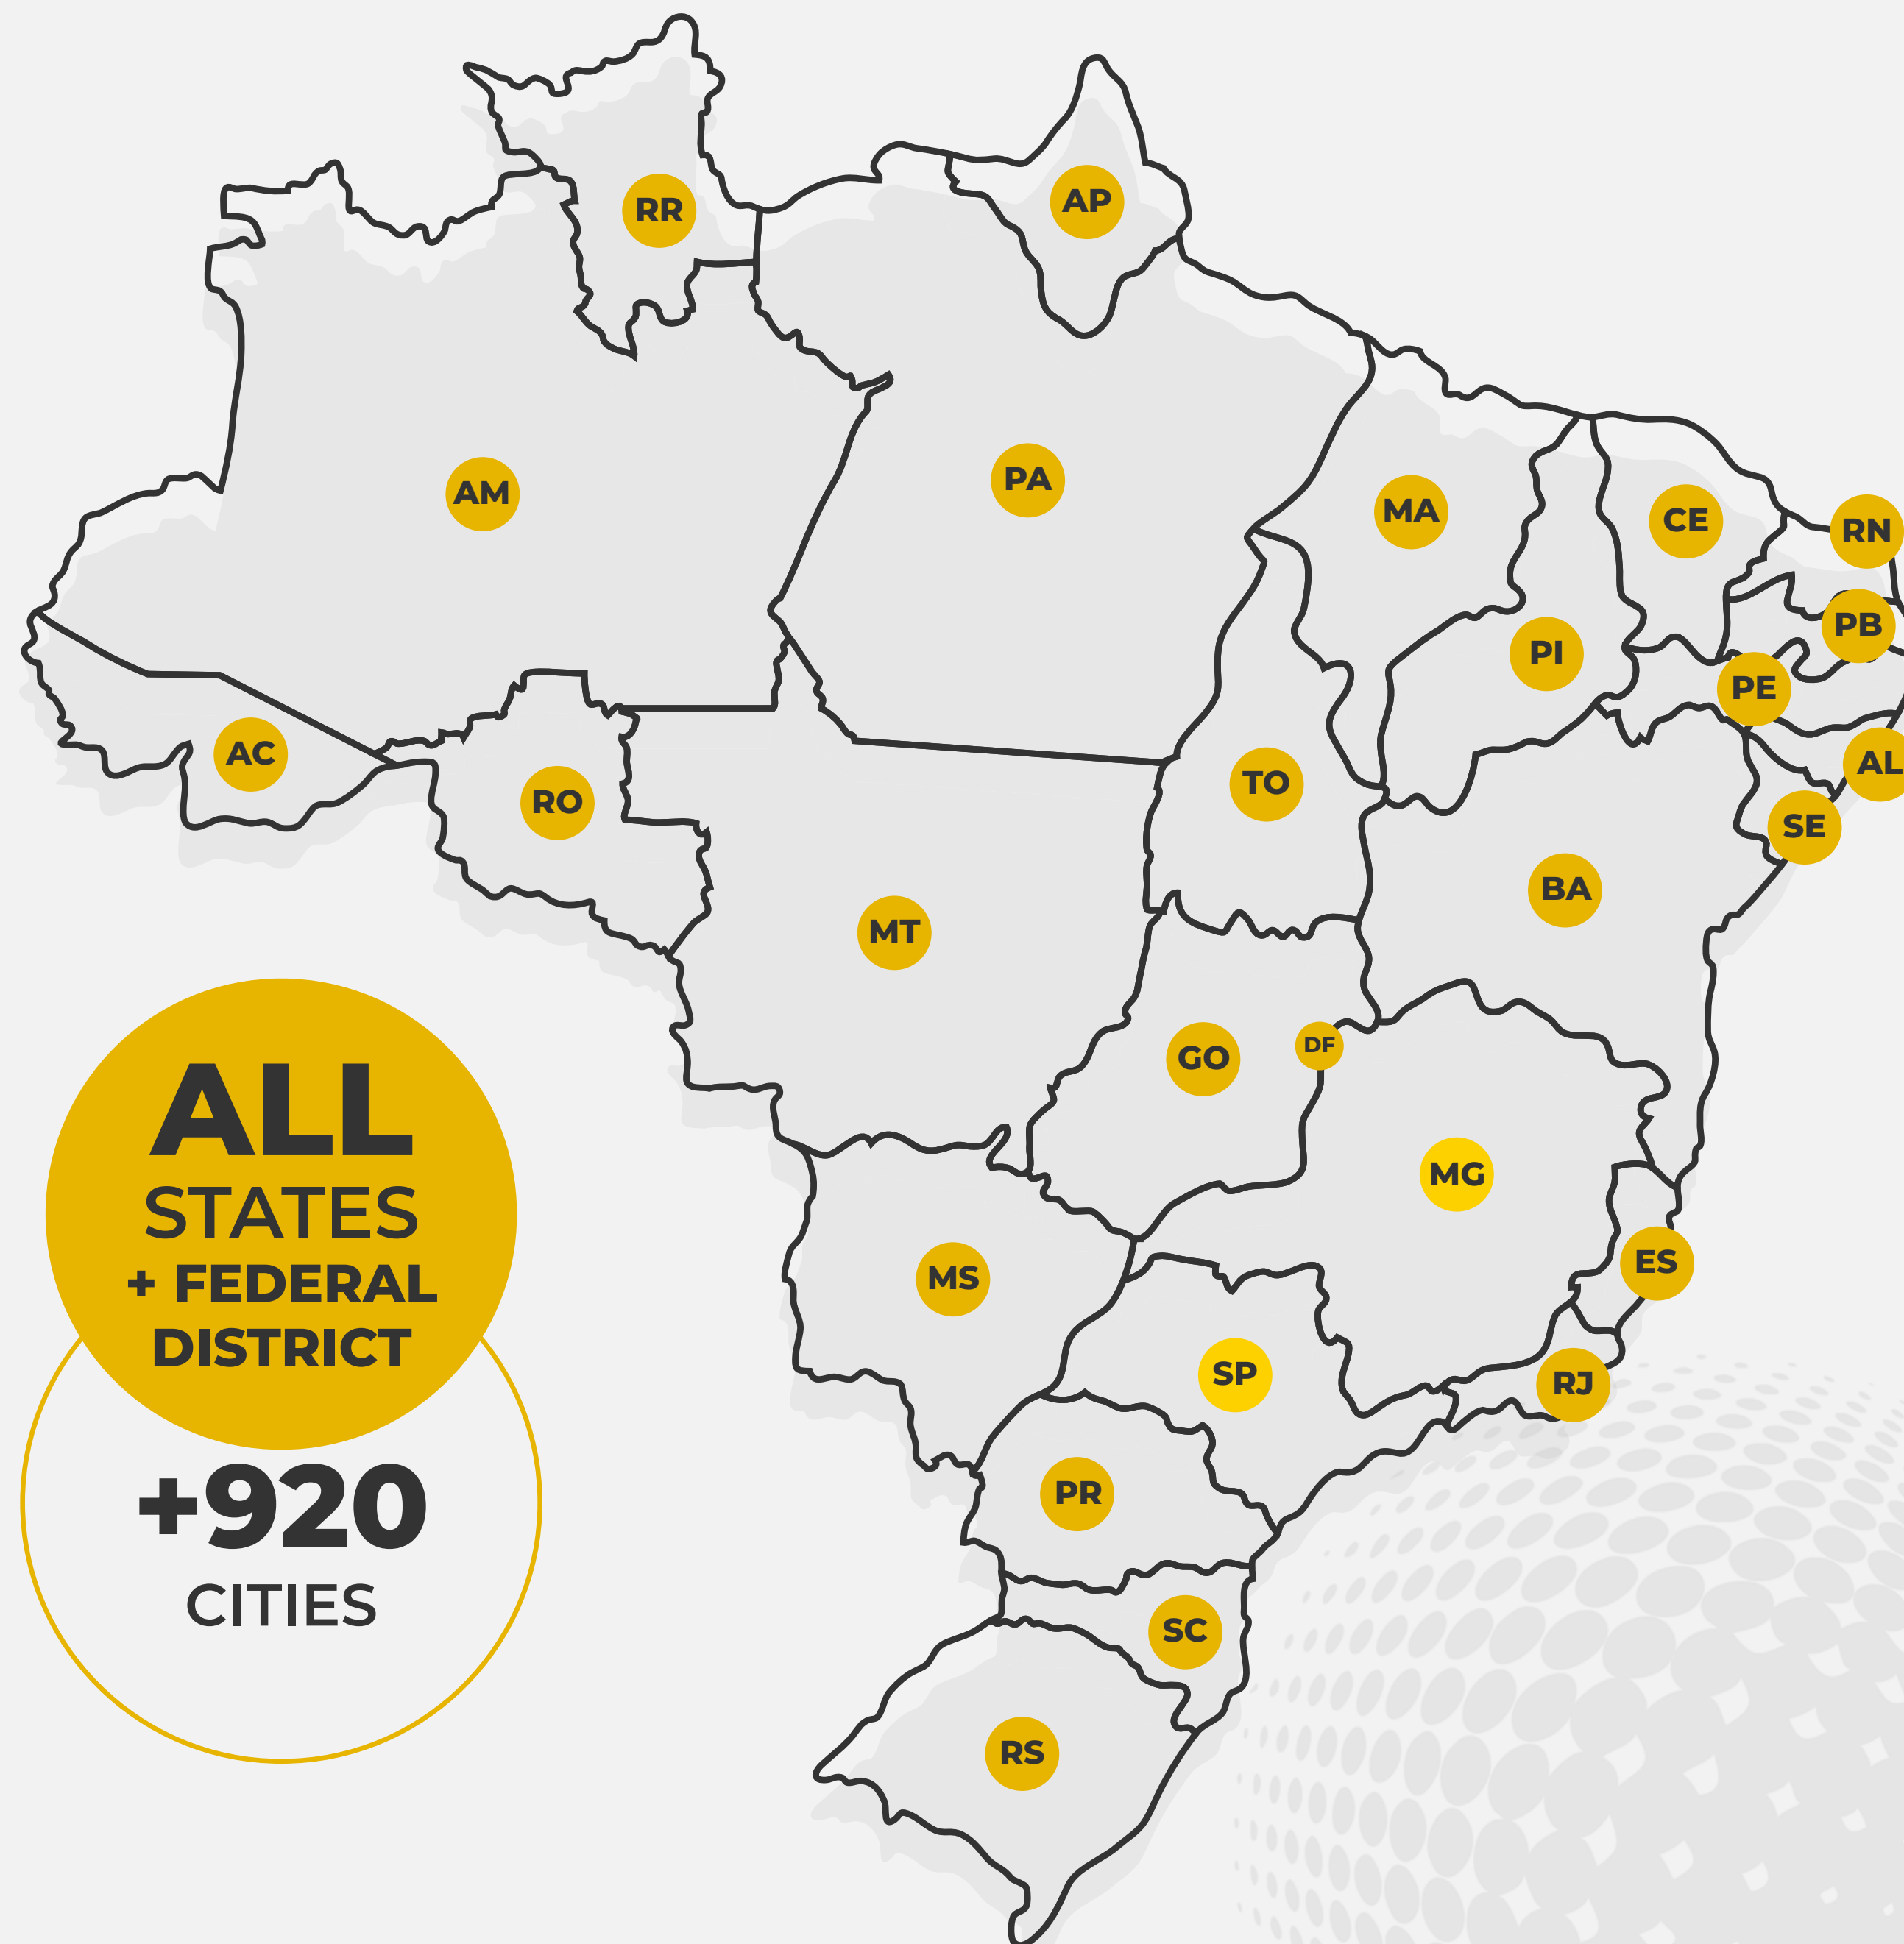 RR
AP
AM
PA
MA
CE
RN
PB
PI
PE
AC
RO
TO
AL
SE
BA
MT
GO
DF
MG
ES
MS
SP
RJ
PR
SC
RS
ALL
STATES
+ FEDERAL
DISTRICT
+920
CITIES